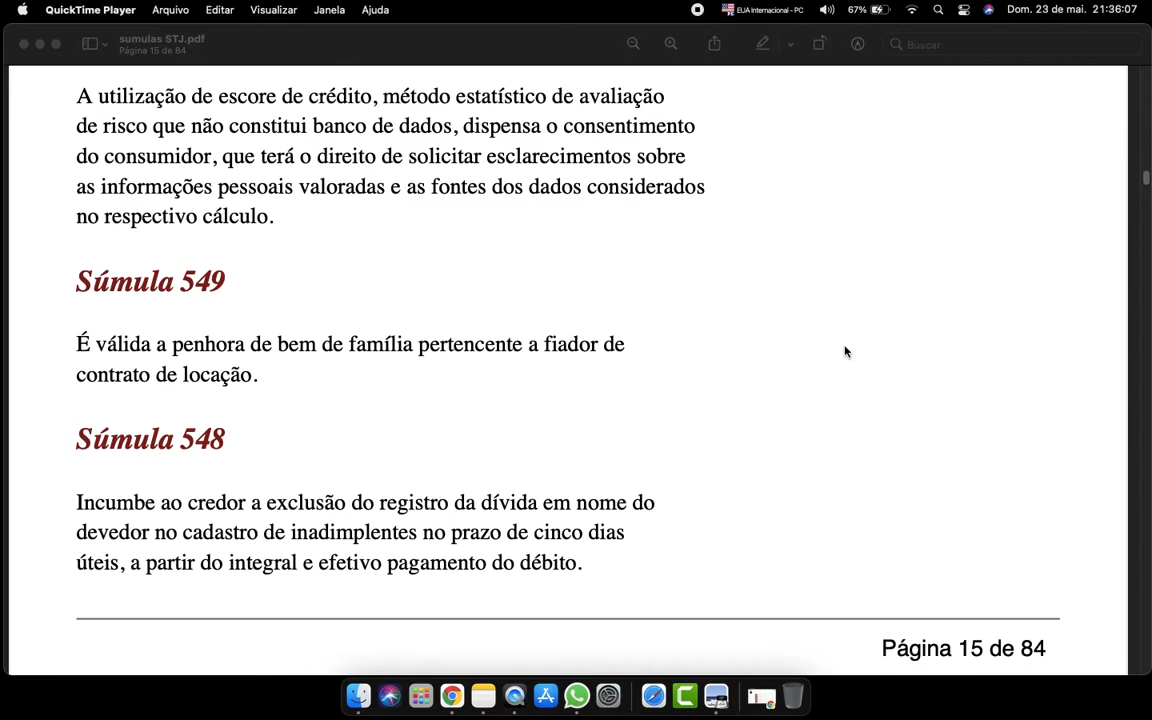 QuickTime Player Arquivo Editar Visualizar Janela Ajuda EUA Internacional - PC 67% Dom. 23 de mai. 21:36:07
sumulas STJ.pdf
Página 15 de 84
Buscar
A utilização de escore de crédito, método estatístico de avaliação
de risco que não constitui banco de dados, dispensa o consentimento
do consumidor, que terá o direito de solicitar esclarecimentos sobre
as informações pessoais valoradas e as fontes dos dados considerados
no respectivo cálculo.
Súmula 549
É válida a penhora de bem de família pertencente a fiador de
contrato de locação.
Súmula 548
Incumbe ao credor a exclusão do registro da dívida em nome do
devedor no cadastro de inadimplentes no prazo de cinco dias
úteis, a partir do integral e efetivo pagamento do débito.
Página 15 de 84